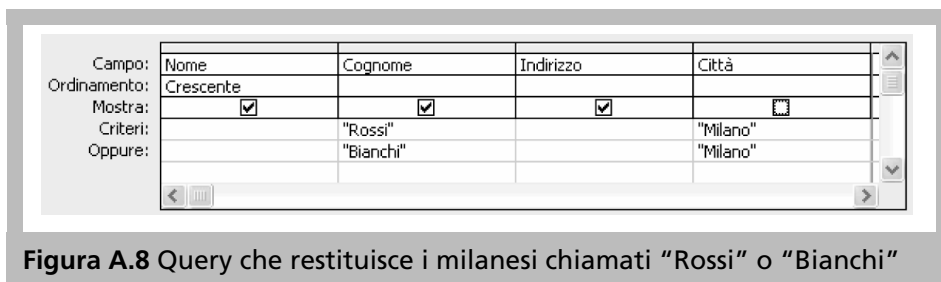 Campo: Nome Cognome Indirizzo Città
Ordinamento: Crescente
Mostra:
Criteri: "Rossi" "Milano"
Oppure: "Bianchi" "Milano"
Figura A.8 Query che restituisce i milanesi chiamati “Rossi” o “Bianchi”